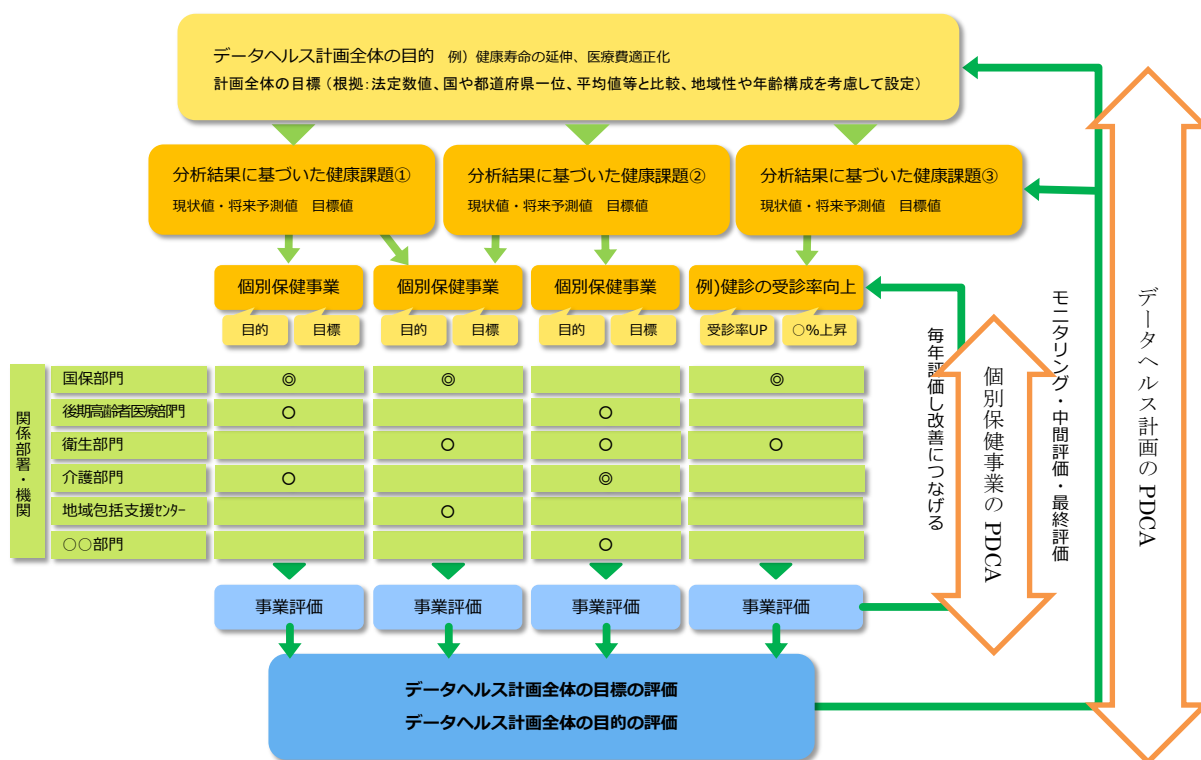 データヘルス計画全体の目的 例）健康寿命の延伸、医療費適正化
計画全体の目標（根拠：法定数値、国や都道府県一位、平均値等と比較、地域性や年齢構成を考慮して設定）
分析結果に基づいた健康課題①
現状値・将来予測値 目標値
分析結果に基づいた健康課題②
現状値・将来予測値 目標値
分析結果に基づいた健康課題③
現状値・将来予測値 目標値
個別保健事業
個別保健事業
個別保健事業
例)健診の受診率向上
目的
目標
目的
目標
目的
目標
受診率UP
○%上昇
関係部署・機関
国保部門 ◎ ◎ ◎
後期高齢者医療部門 ○ ○
衛生部門 ○ ○ ○
介護部門 ○ ◎
地域包括支援センター ○
○○部門 ○
事業評価
事業評価
事業評価
事業評価
データヘルス計画全体の目標の評価
データヘルス計画全体の目的の評価
毎年評価し改善につなげる
個別保健事業の PDCA
モニタリング・中間評価・最終評価
データヘルス計画の PDCA